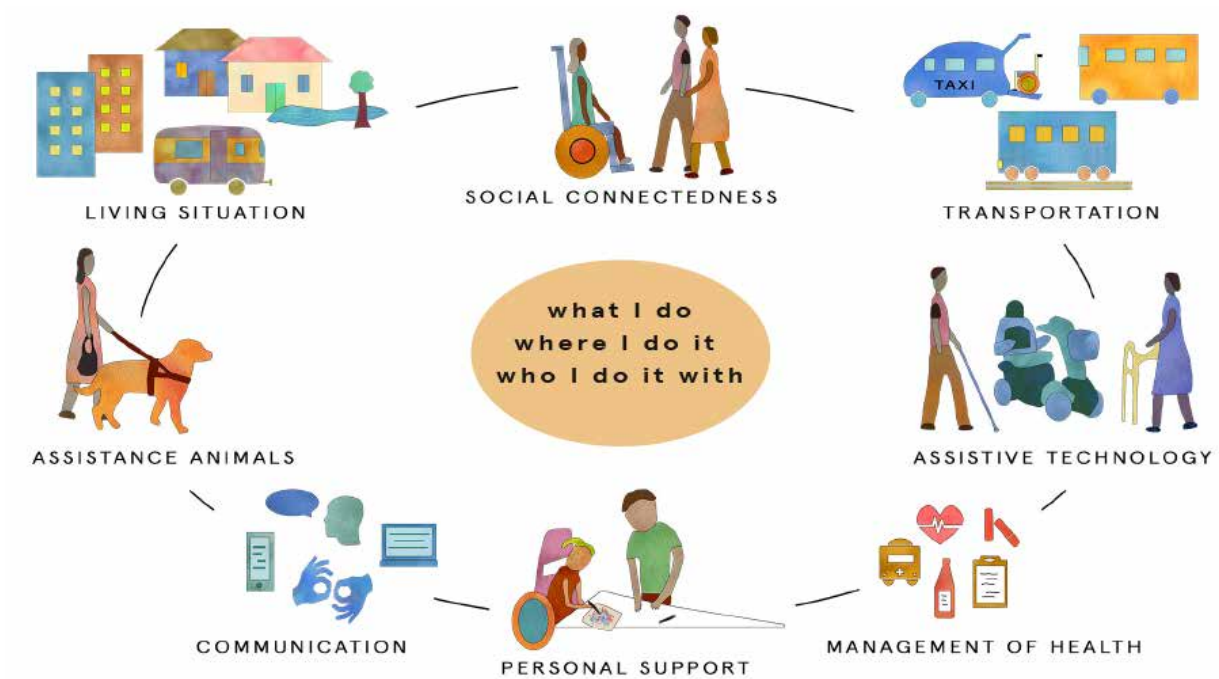 SOCIAL CONNECTEDNESS
LIVING SITUATION
TAXI
TRANSPORTATION
what I do
where I do it
who I do it with
ASSISTANCE ANIMALS
ASSISTIVE TECHNOLOGY
COMMUNICATION
PERSONAL SUPPORT
MANAGEMENT OF HEALTH